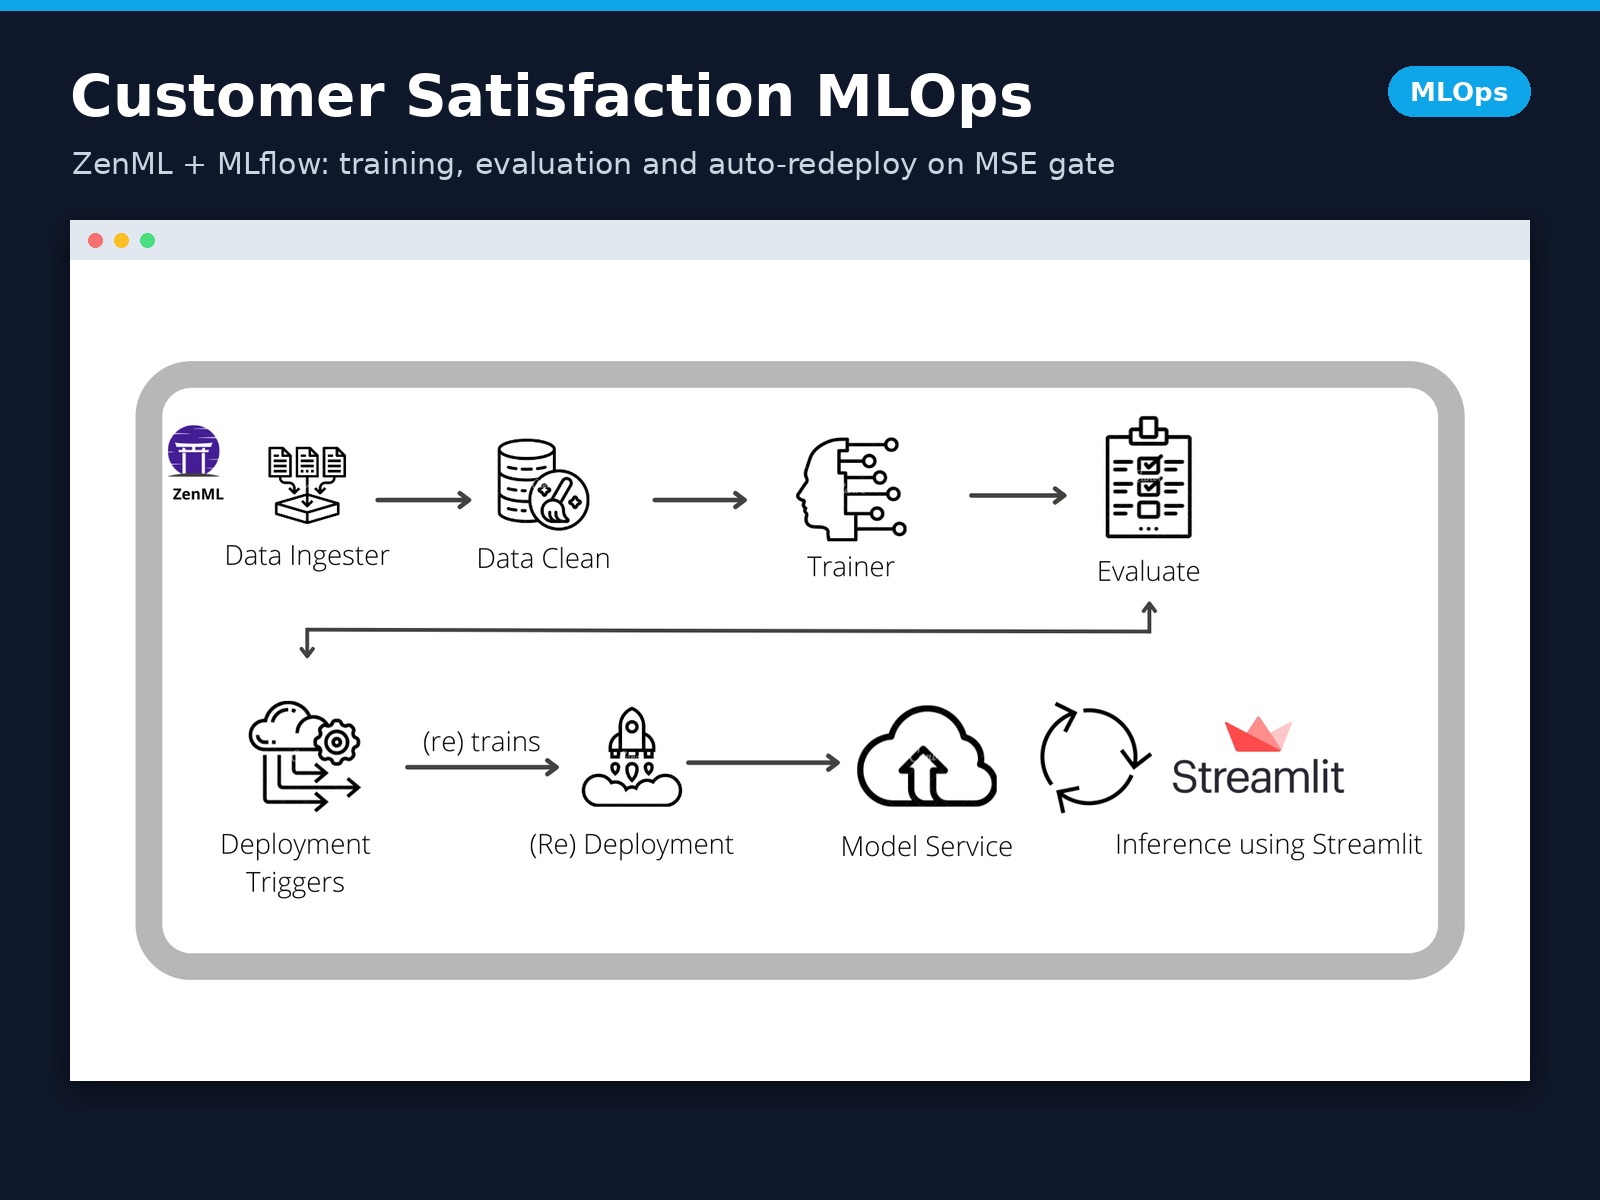 Customer Satisfaction MLOps
MLOps
ZenML + MLflow: training, evaluation and auto-redeploy on MSE gate
ZenML
Data Ingester
Data Clean
Trainer
Evaluate
(re) trains
Streamlit
Deployment
Triggers
(Re) Deployment
Model Service
Inference using Streamlit